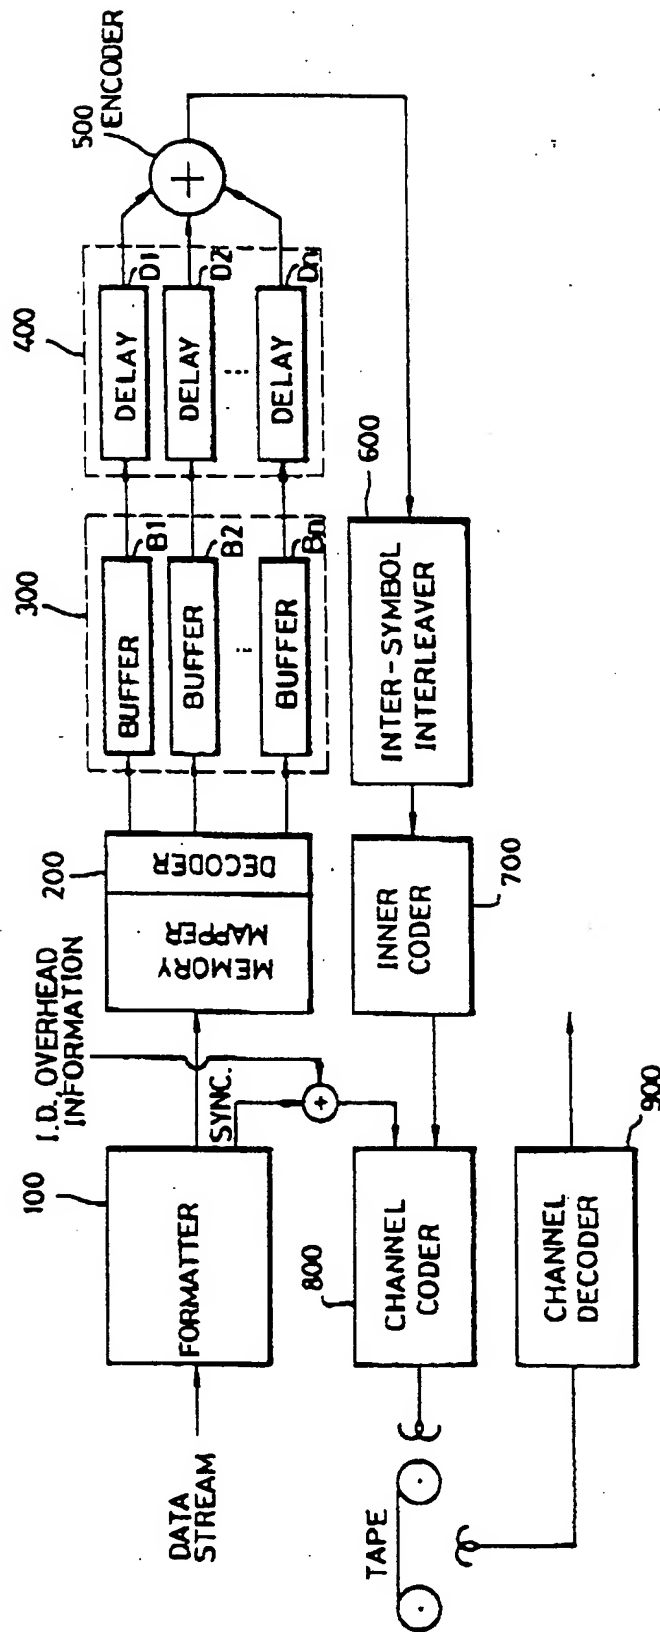 DATA
STREAM
100
FORMATTER
I.D., OVERHEAD
INFORMATION
SYNC.
+
200
MEMORY
MAPPER
DECODER
300
BUFFER
B1
BUFFER
B2
BUFFER
Bn
400
DELAY
D1
DELAY
D2
DELAY
Dn
500
ENCODER
+
600
INTER-SYMBOL
INTERLEAVER
700
INNER
CODER
800
CHANNEL
CODER
TAPE
900
CHANNEL
DECODER